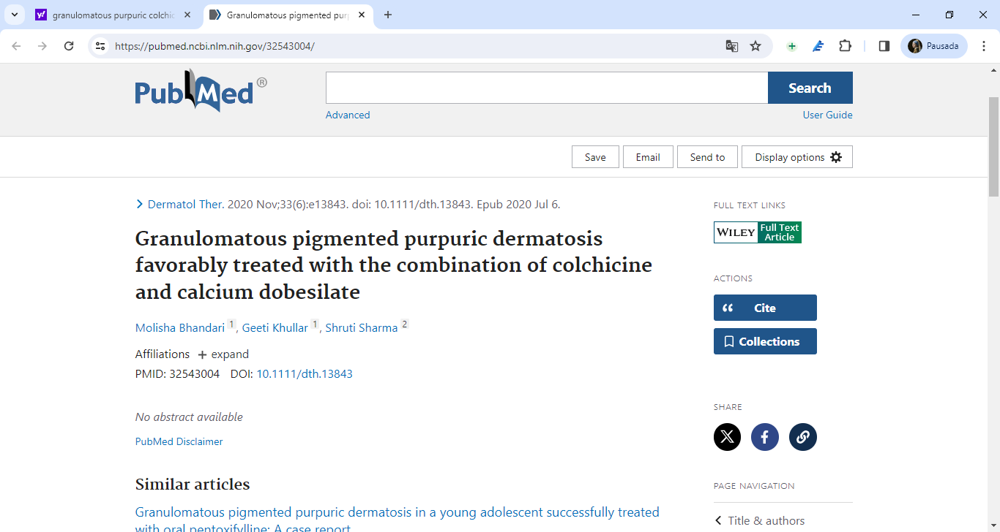 granulomatous purpuric colchic
Granulomatous pigmented pur
https://pubmed.ncbi.nlm.nih.gov/32543004/
Pausada
PubMed®
Search
Advanced
User Guide
Save
Email
Send to
Display options
Dermatol Ther. 2020 Nov;33(6):e13843. doi: 10.1111/dth.13843. Epub 2020 Jul 6.
Granulomatous pigmented purpuric dermatosis
favorably treated with the combination of colchicine
and calcium dobesilate
Molisha Bhandari 1, Geeti Khullar 1, Shruti Sharma 2
Affiliations + expand
PMID: 32543004 DOI: 10.1111/dth.13843
No abstract available
PubMed Disclaimer
Similar articles
Granulomatous pigmented purpuric dermatosis in a young adolescent successfully treated
with oral pentoxifylline: A case report.
FULL TEXT LINKS
WILEY Full Text
Article
ACTIONS
Cite
Collections
SHARE
PAGE NAVIGATION
Title & authors